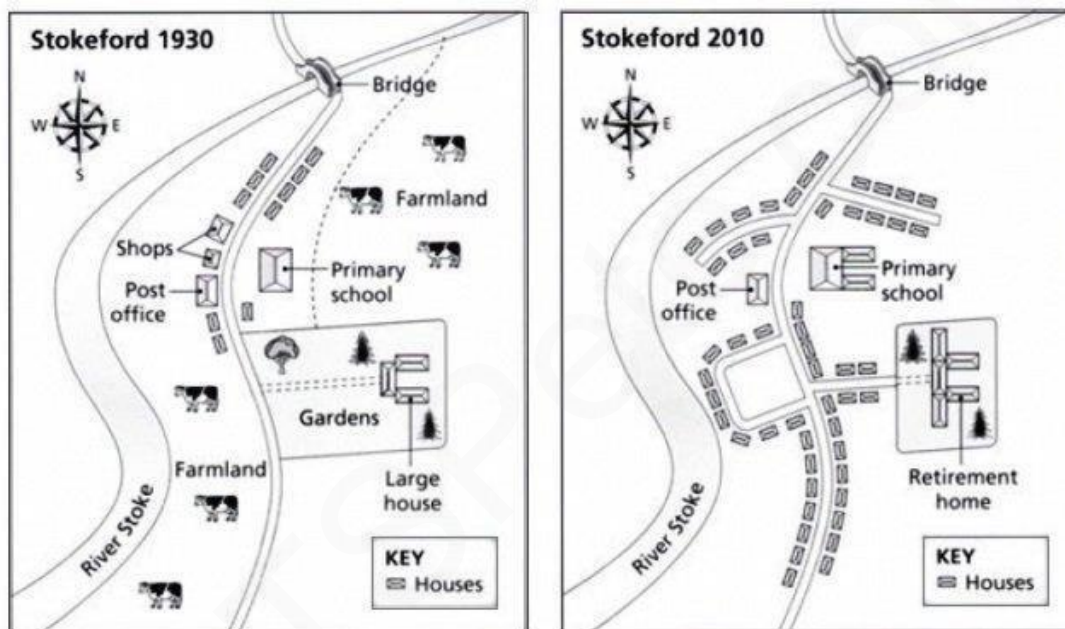 Stokeford 1930
N
W E
S
Bridge
Farmland
Shops
Primary
school
Post
office
Gardens
Farmland
Large
house
River Stoke
KEY
Houses
Stokeford 2010
N
W E
S
Bridge
Primary
school
Post
office
Retirement
home
River Stoke
KEY
Houses